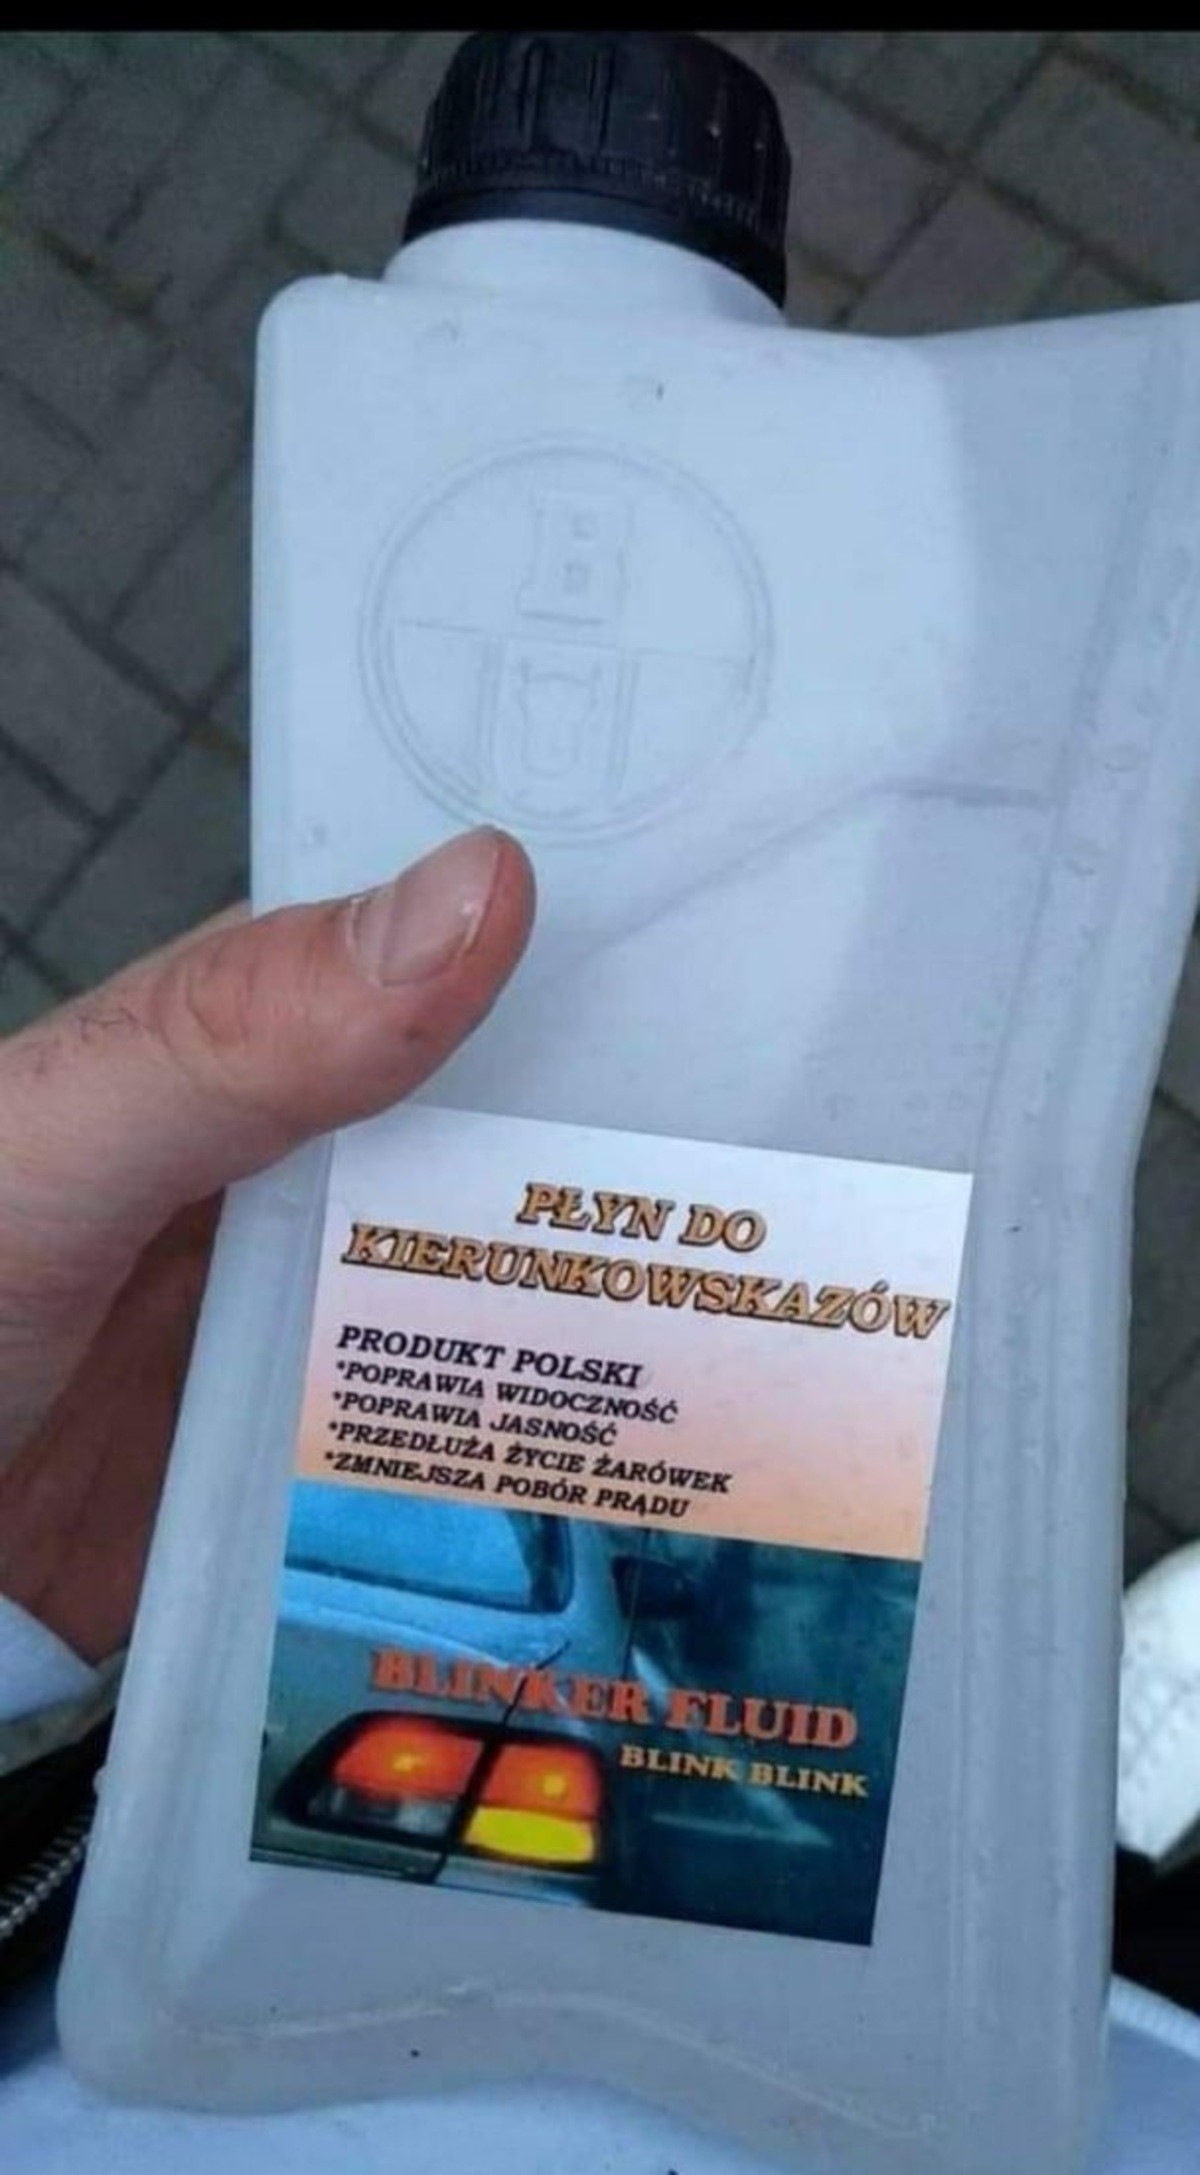 PŁYN DO
KIERUNKOWSKAZÓW
PRODUKT POLSKI
*POPRAWIA WIDOCZNOŚĆ
*POPRAWIA JASNOŚĆ
*PRZEDŁUŻA ŻYCIE ŻARÓWEK
*ZMNIEJSZA POBÓR PRĄDU
BLINKER FLUID
BLINK BLINK